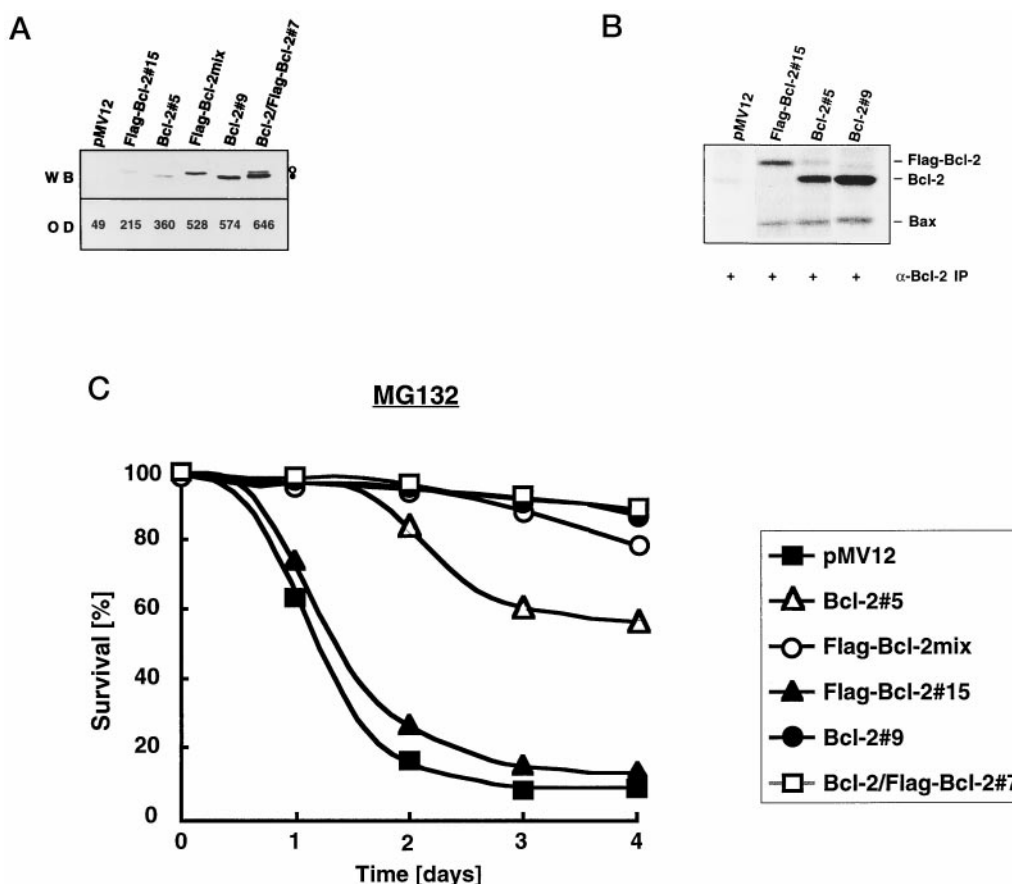 A
pMV12
Flag-Bcl-2#15
Bcl-2#5
Flag-Bcl-2mix
Bcl-2#9
Bcl-2/Flag-Bcl-2#7
W B
O D 49 215 360 528 574 646
B
pMV12
Flag-Bcl-2#15
Bcl-2#5
Bcl-2#9
– Flag-Bcl-2
– Bcl-2
– Bax
+ + + + α-Bcl-2 IP
C
MG132
Survival [%]
100
80
60
40
20
0
0 1 2 3 4
Time [days]
pMV12
Bcl-2#5
Flag-Bcl-2mix
Flag-Bcl-2#15
Bcl-2#9
Bcl-2/Flag-Bcl-2#7